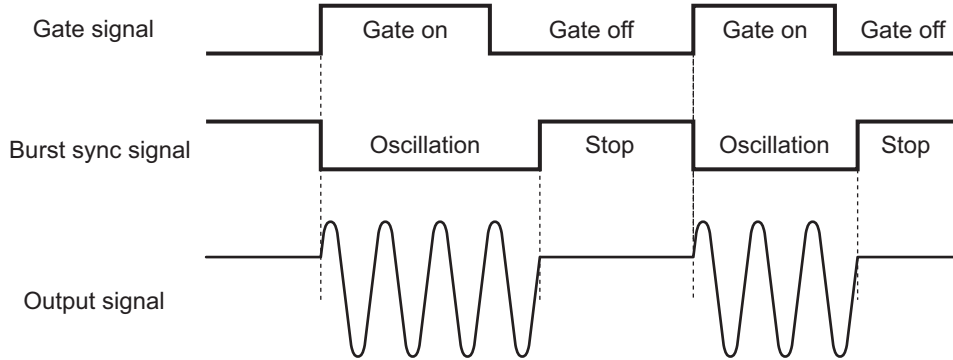 Gate signal
Gate on
Gate off
Gate on
Gate off
Burst sync signal
Oscillation
Stop
Oscillation
Stop
Output signal